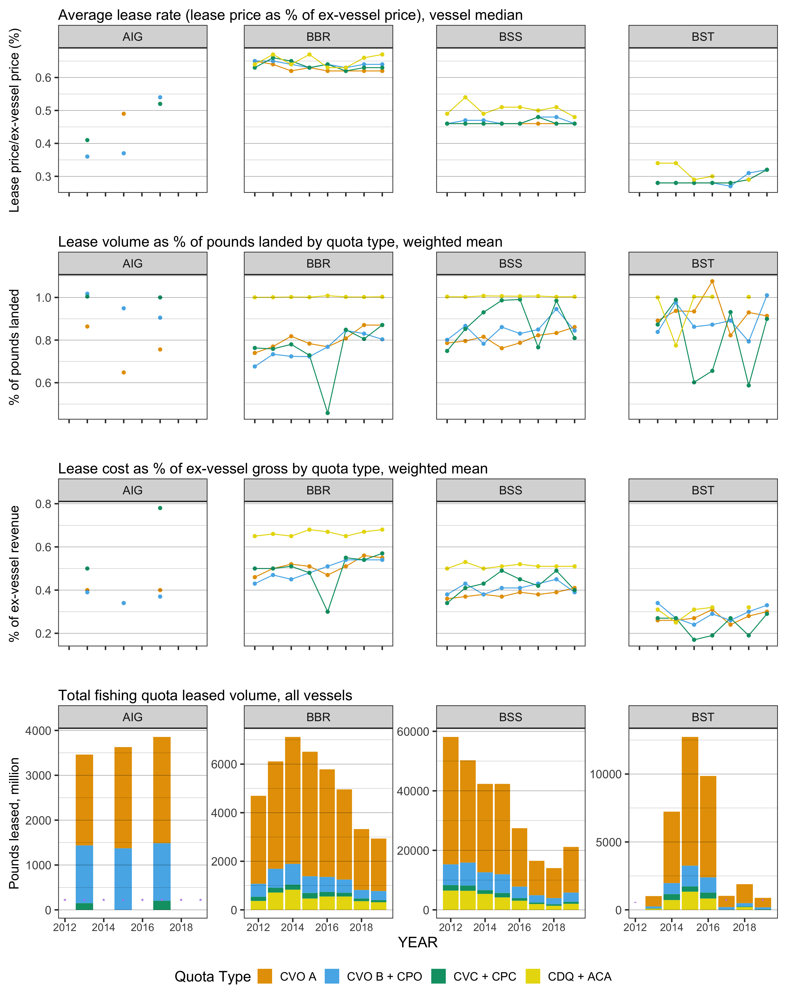 Average lease rate (lease price as % of ex-vessel price), vessel median
AIG
BBR
BSS
BST
Lease price/ex-vessel price (%)
0.6
0.5
0.4
0.3
Lease volume as % of pounds landed by quota type, weighted mean
AIG
BBR
BSS
BST
% of pounds landed
1.0
0.8
0.6
Lease cost as % of ex-vessel gross by quota type, weighted mean
AIG
BBR
BSS
BST
% of ex-vessel revenue
0.8
0.6
0.4
0.2
Total fishing quota leased volume, all vessels
AIG
BBR
BSS
BST
Pounds leased, million
4000
3000
2000
1000
0
6000
4000
2000
0
60000
40000
20000
0
10000
5000
0
* * * * * * * *
- * *
2012 2014 2016 2018
2012 2014 2016 2018
2012 2014 2016 2018
2012 2014 2016 2018
YEAR
Quota Type CVO A CVO B + CPO CVC + CPC CDQ + ACA